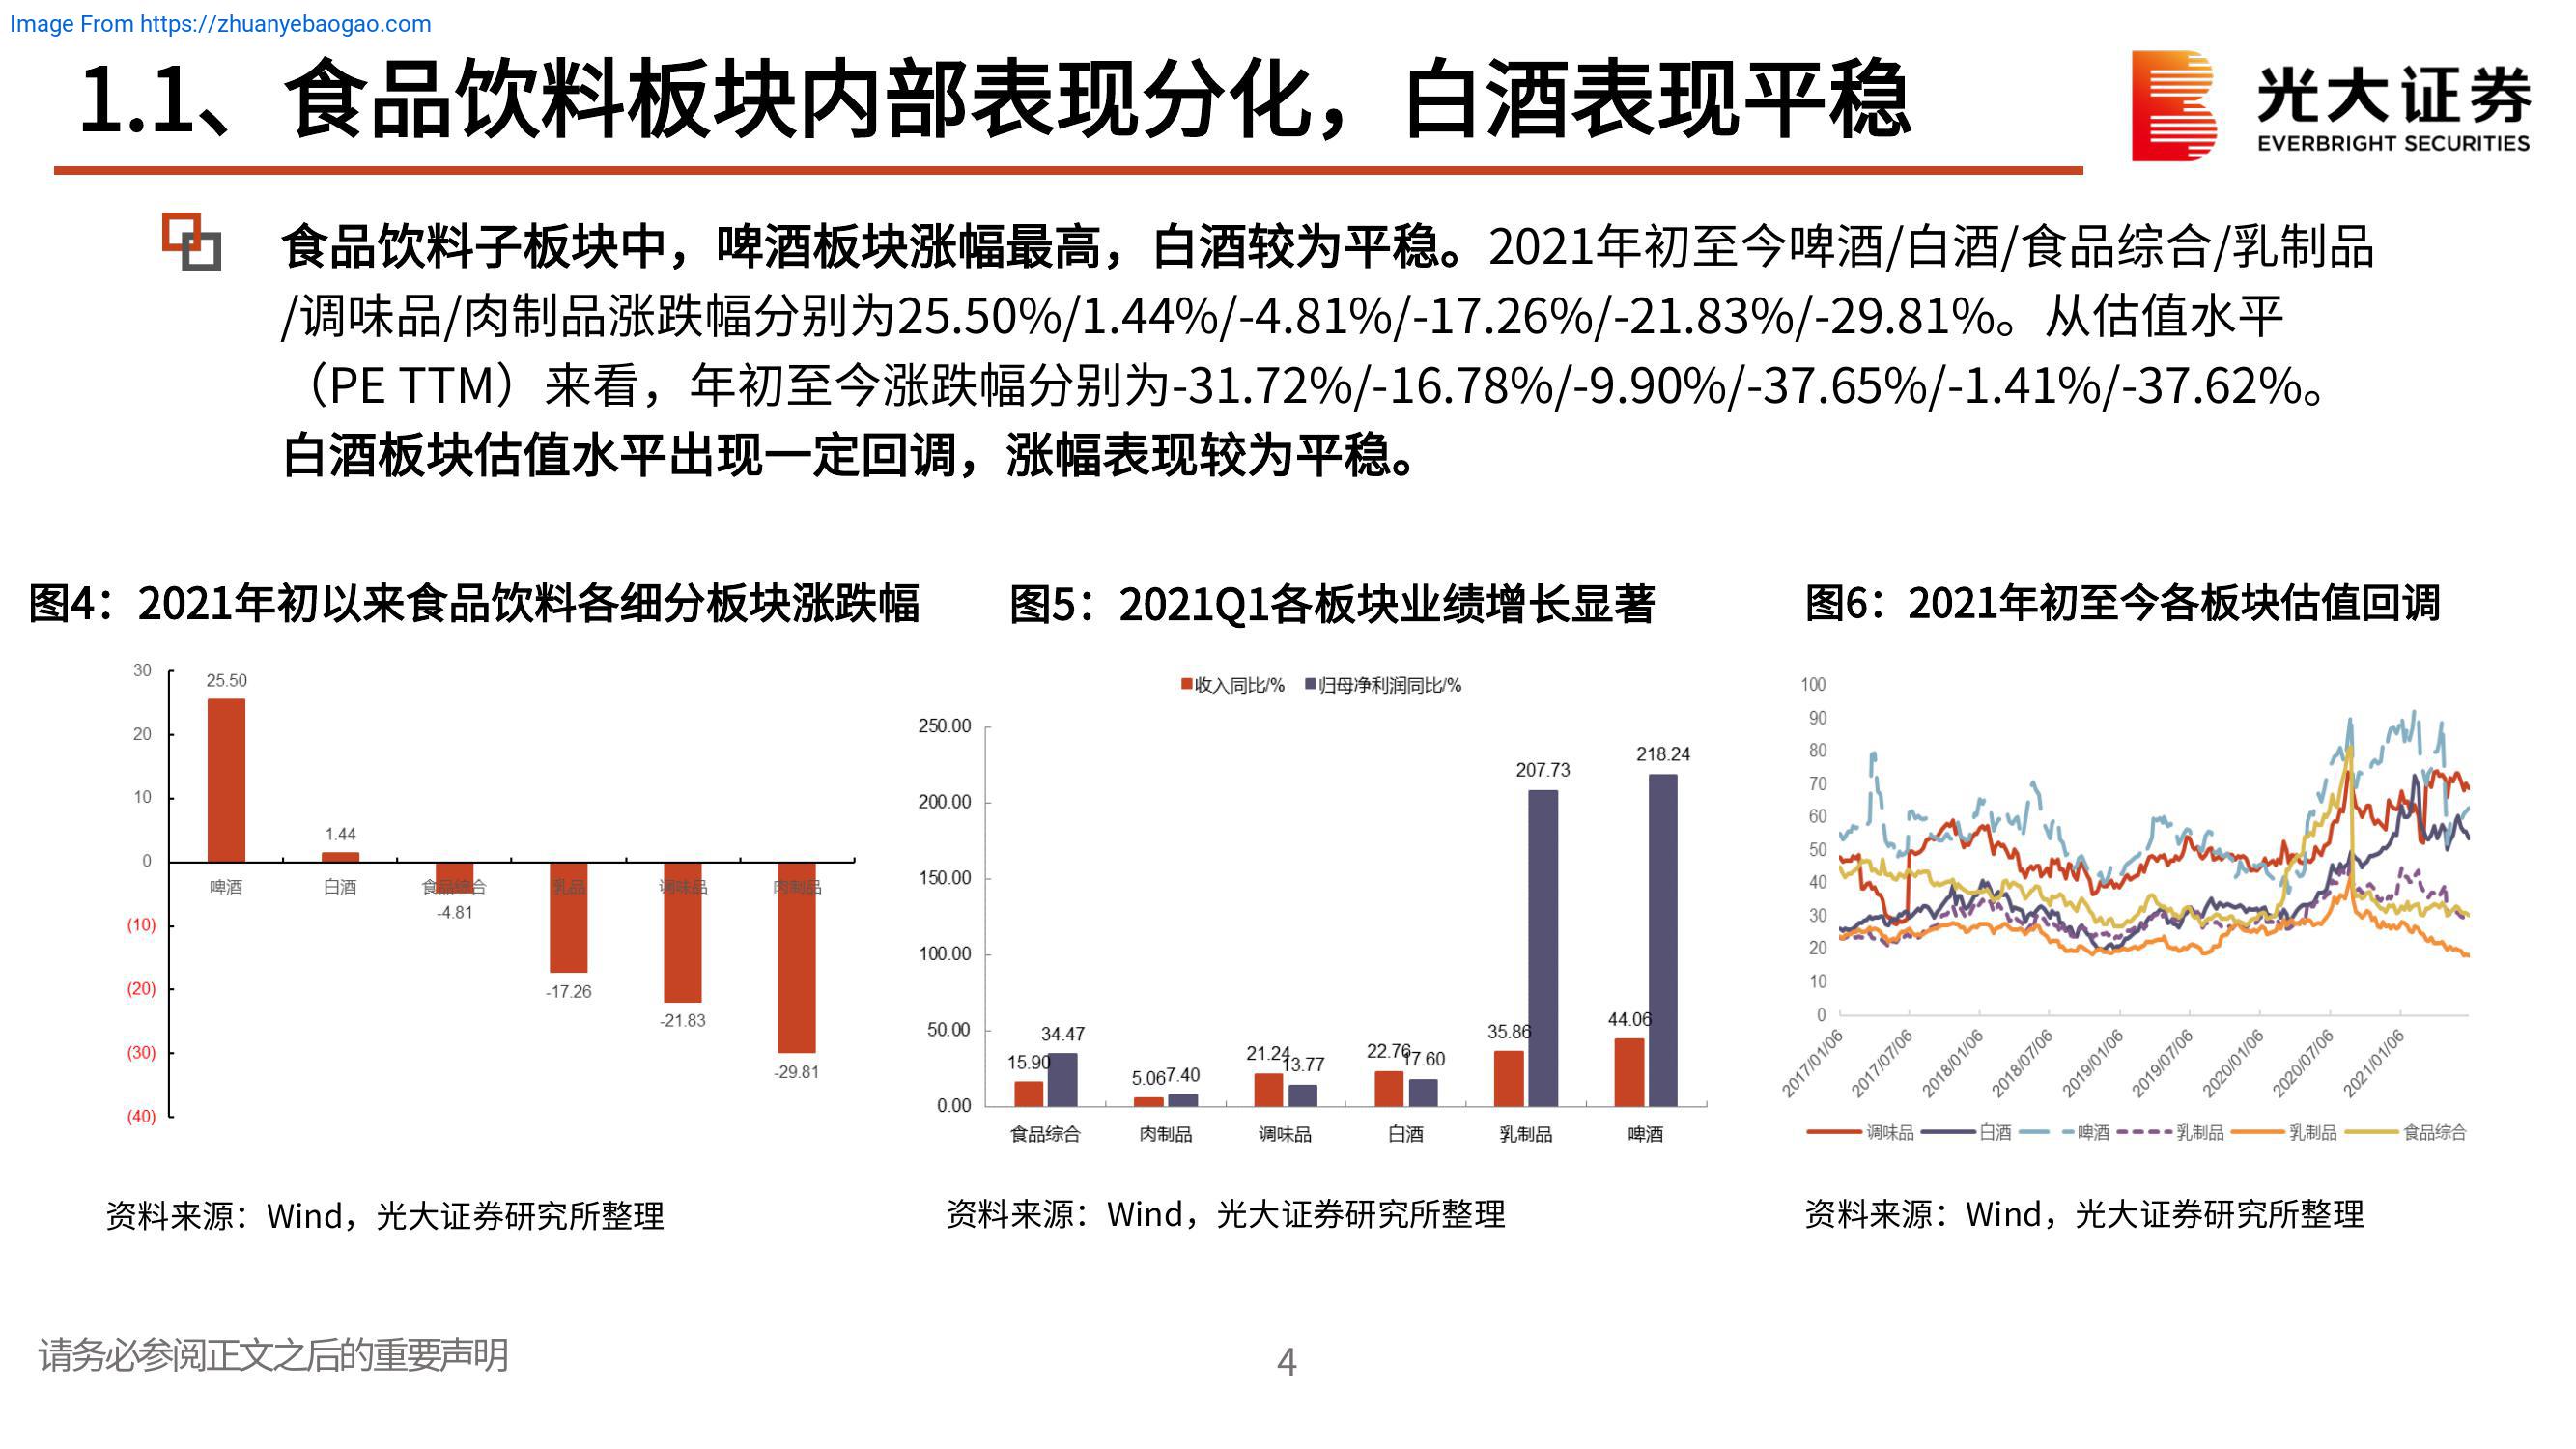 Image From https://zhuanyebaogao.com
1.1、食品饮料板块内部表现分化，白酒表现平稳
光大证券
EVERBRIGHT SECURITIES
食品饮料子板块中，啤酒板块涨幅最高，白酒较为平稳。2021年初至今啤酒/白酒/食品综合/乳制品
/调味品/肉制品涨跌幅分别为25.50%/1.44%/-4.81%/-17.26%/-21.83%/-29.81%。从估值水平
（PE TTM）来看，年初至今涨跌幅分别为-31.72%/-16.78%/-9.90%/-37.65%/-1.41%/-37.62%。
白酒板块估值水平出现一定回调，涨幅表现较为平稳。
图4：2021年初以来食品饮料各细分板块涨跌幅
30
20
10
0
(10)
(20)
(30)
(40)
25.50
1.44
-4.81
-17.26
-21.83
-29.81
啤酒 白酒 食品综合 乳品 调味品 肉制品
资料来源：Wind，光大证券研究所整理
图5：2021Q1各板块业绩增长显著
收入同比/% 归母净利润同比/%
250.00
200.00
150.00
100.00
50.00
0.00
15.90 34.47
5.06 7.40
21.24 13.77
22.76 17.60
35.86 207.73
44.06 218.24
食品综合 肉制品 调味品 白酒 乳制品 啤酒
资料来源：Wind，光大证券研究所整理
图6：2021年初至今各板块估值回调
100
90
80
70
60
50
40
30
20
10
0
2017/01/06 2017/07/06 2018/01/06 2018/07/06 2019/01/06 2019/07/06 2020/01/06 2020/07/06 2021/01/06
调味品 白酒 啤酒 乳制品 乳制品 食品综合
资料来源：Wind，光大证券研究所整理
请务必参阅正文之后的重要声明
4